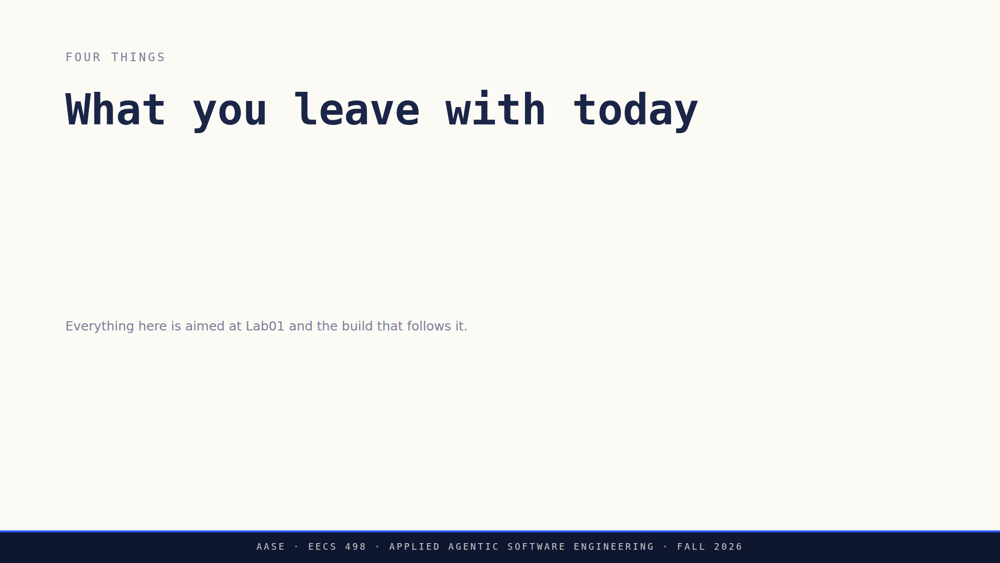 FOUR THINGS
What you leave with today
Everything here is aimed at Lab01 and the build that follows it.
AASE · EECS 498 · APPLIED AGENTIC SOFTWARE ENGINEERING · FALL 2026